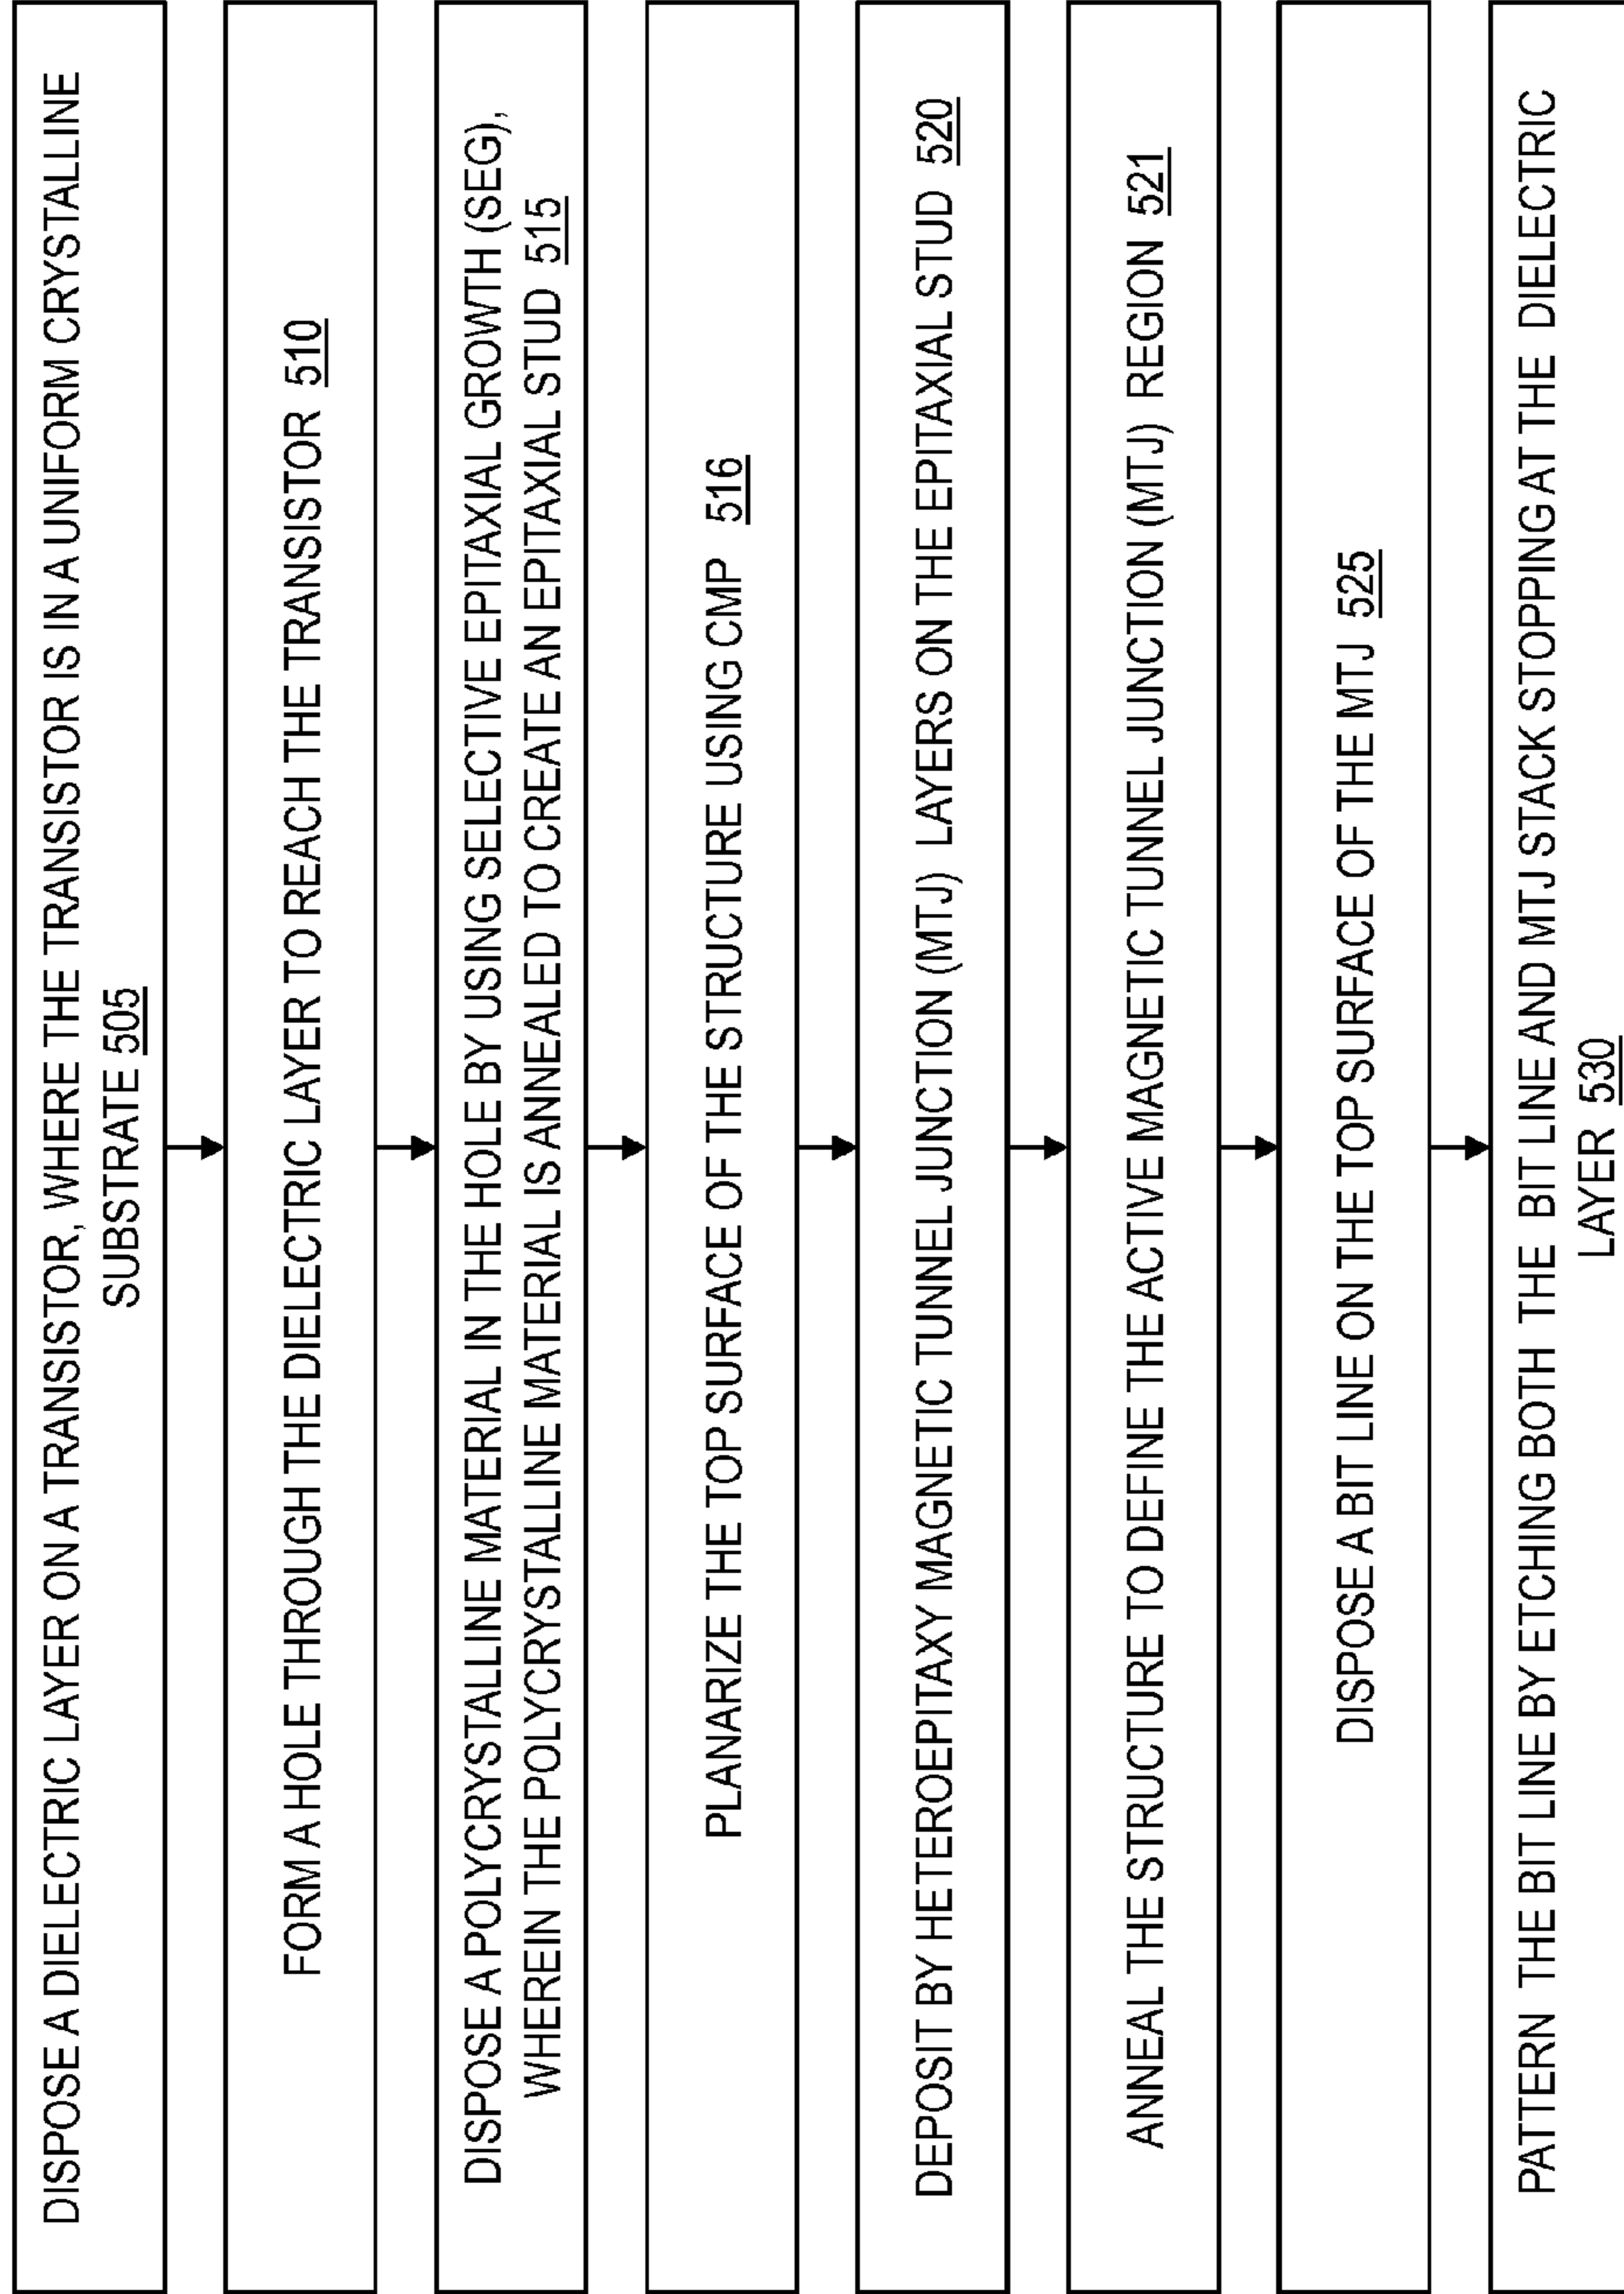 DISPOSE A DIELECTRIC LAYER ON A TRANSISTOR, WHERE THE TRANSISTOR IS IN A UNIFORM CRYSTALLINE
SUBSTRATE 505
FORM A HOLE THROUGH THE DIELECTRIC LAYER TO REACH THE TRANSISTOR 510
DISPOSE A POLYCRYSTALLINE MATERIAL IN THE HOLE BY USING SELECTIVE EPITAXIAL GROWTH (SEG),
WHEREIN THE POLYCRYSTALLINE MATERIAL IS ANNEALED TO CREATE AN EPITAXIAL STUD 515
PLANARIZE THE TOP SURFACE OF THE STRUCTURE USING CMP 516
DEPOSIT BY HETEROEPITAXY MAGNETIC TUNNEL JUNCTION (MTJ) LAYERS ON THE EPITAXIAL STUD 520
ANNEAL THE STRUCTURE TO DEFINE THE ACTIVE MAGNETIC TUNNEL JUNCTION (MTJ) REGION 521
DISPOSE A BIT LINE ON THE TOP SURFACE OF THE MTJ 525
PATTERN THE BIT LINE BY ETCHING BOTH THE BIT LINE AND MTJ STACK STOPPING AT THE DIELECTRIC
LAYER 530